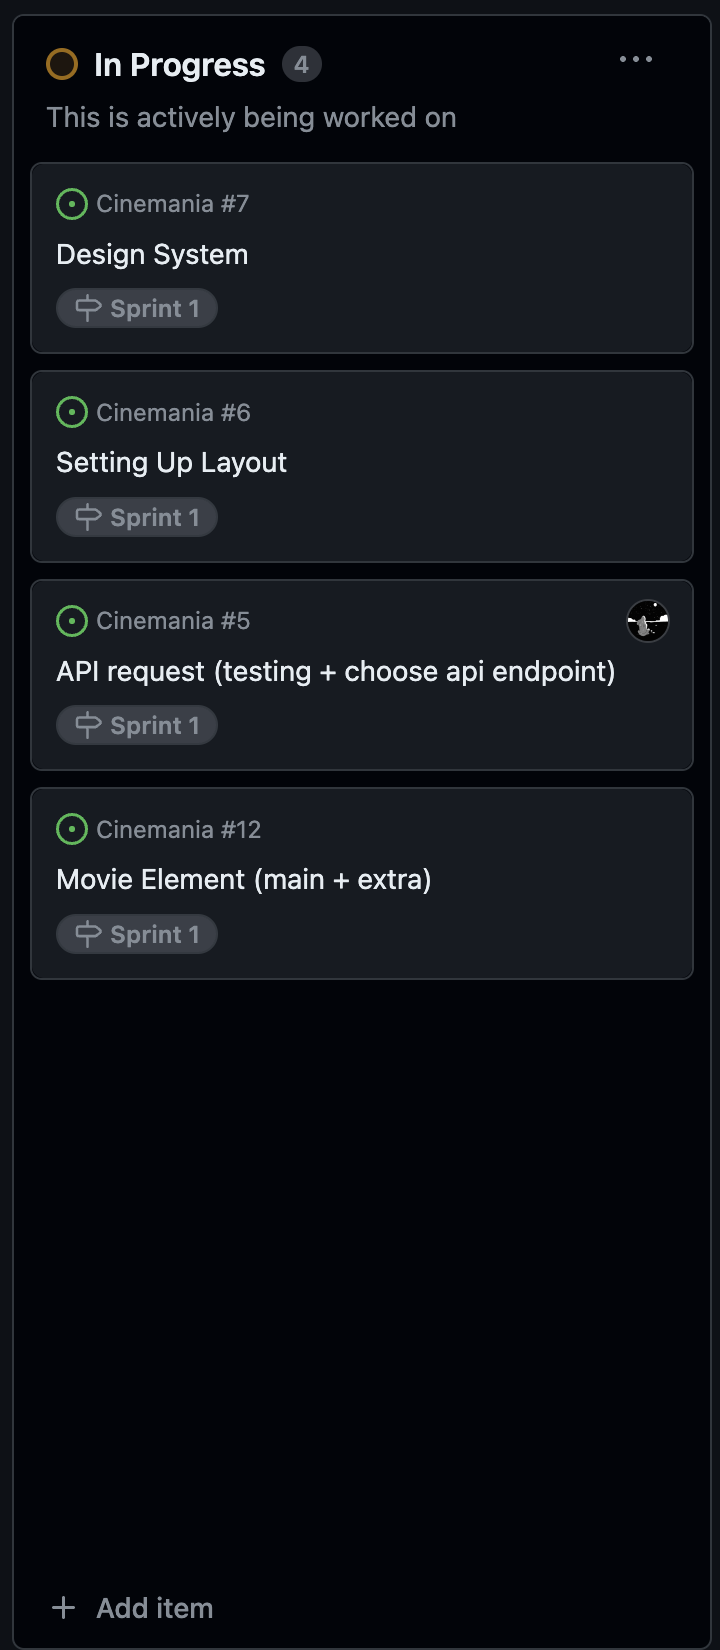 In Progress 4
This is actively being worked on
Cinemania #7
Design System
Sprint 1
Cinemania #6
Setting Up Layout
Sprint 1
Cinemania #5
API request (testing + choose api endpoint)
Sprint 1
Cinemania #12
Movie Element (main + extra)
Sprint 1
Add item